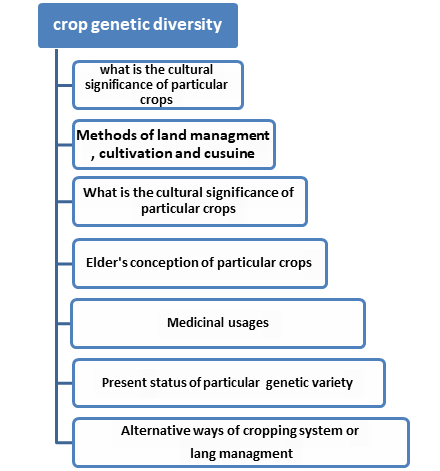 crop genetic diversity
what is the cultural
significance of particular
crops
Methods of land managment
, cultivation and cusuine
What is the cultural significance of
particular crops
Elder's conception of particular crops
Medicinal usages
Present status of particular genetic variety
Alternative ways of cropping system or
lang managment